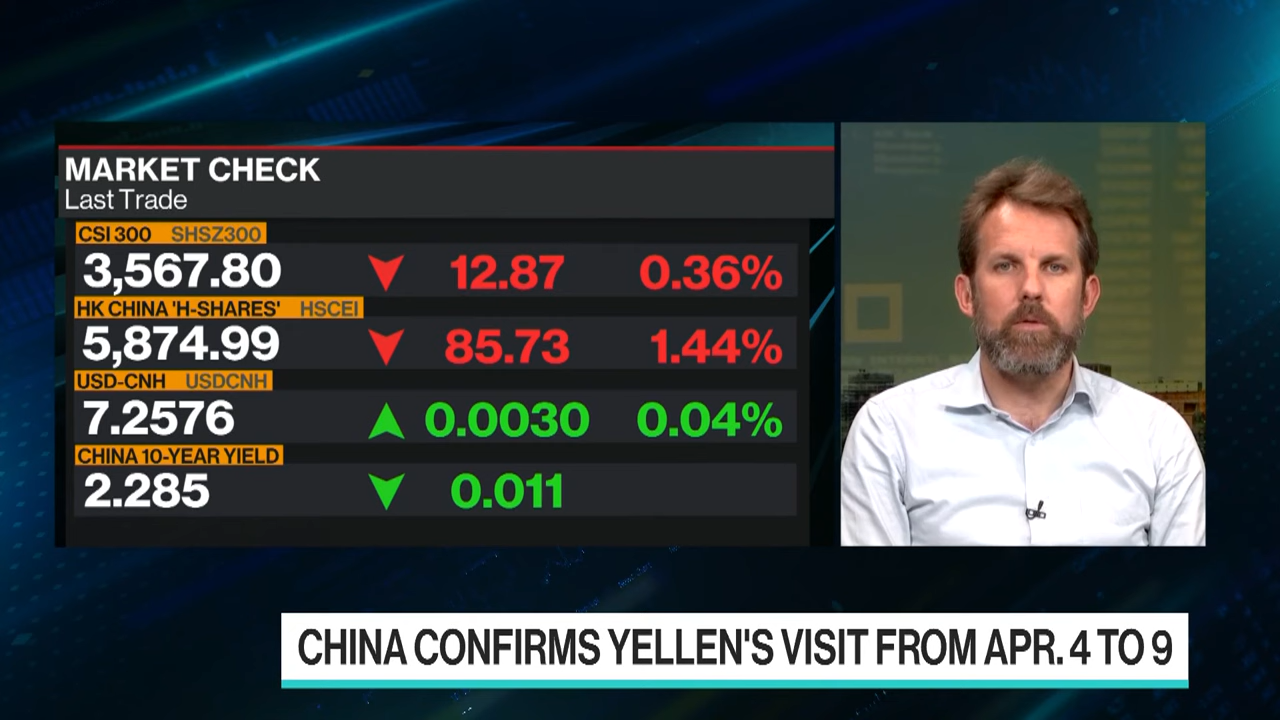 MARKET CHECK
Last Trade
CSI 300 SHSZ300
3,567.80 12.87 0.36%
HK CHINA 'H-SHARES' HSCEI
5,874.99 85.73 1.44%
USD-CNH USDCNH
7.2576 0.0030 0.04%
CHINA 10-YEAR YIELD
2.285 0.011
CHINA CONFIRMS YELLEN'S VISIT FROM APR. 4 TO 9